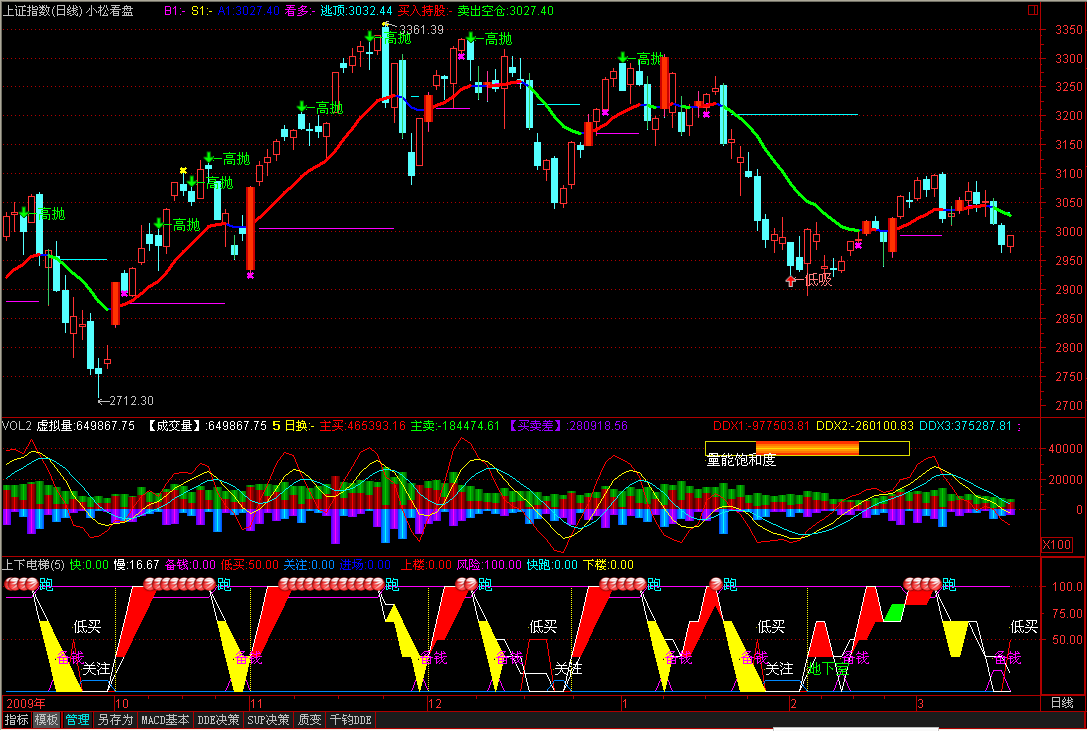 上证指数(日线) 小松看盘 B1:- S1:- A1:3027.40 看多:- 逃顶:3032.44 买入持股:- 卖出空仓:3027.40
3350
3361.39
高抛 高抛
3300
高抛
3250
高抛
3200
3150
高抛
3100
高抛
3050
高抛
高抛
3000
2950
低吸
2900
2850
2800
2750
2712.30
2700
VOL2 虚拟量:649867.75 【成交量】:649867.75 5 日换:- 主买:465393.16 主卖:-184474.61 【买卖差】:280918.56 DDX1:-977503.81 DDX2:-260100.83 DDX3:375287.81 :
量能饱和度
40000
20000
0
X100
上下电梯(5) 快:0.00 慢:16.67 备钱:0.00 低买:50.00 关注:0.00 进场:0.00 上楼:0.00 风险:100.00 快跑:0.00 下楼:0.00
跑 跑 跑 跑 跑 跑 跑
100.0
75.00
低买 低买 低买 低买
50.00
备钱 备钱 备钱 备钱 备钱 备钱 备钱 备钱
关注 关注 关注 地下室
2009年 10 11 12 1 2 3 日线
指标 模板 管理 另存为 MACD基本 DDE决策 SUP决策 质变 千钧DDE